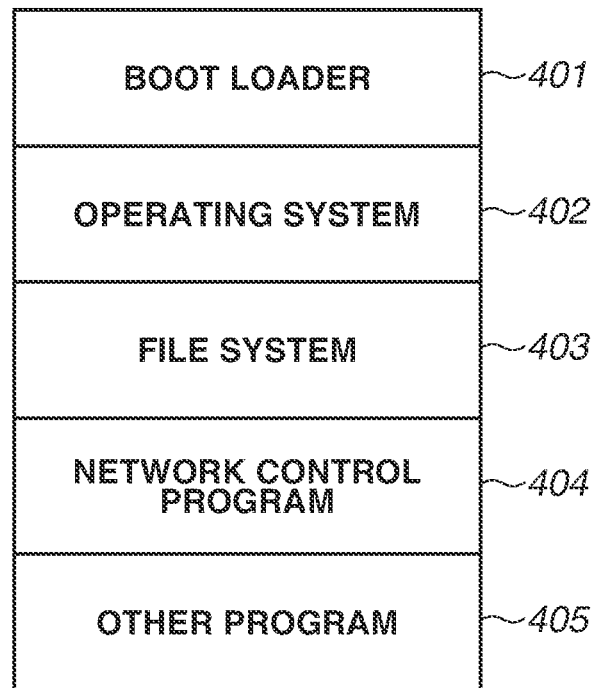 BOOT LOADER 401
OPERATING SYSTEM 402
FILE SYSTEM 403
NETWORK CONTROL
PROGRAM 404
OTHER PROGRAM 405